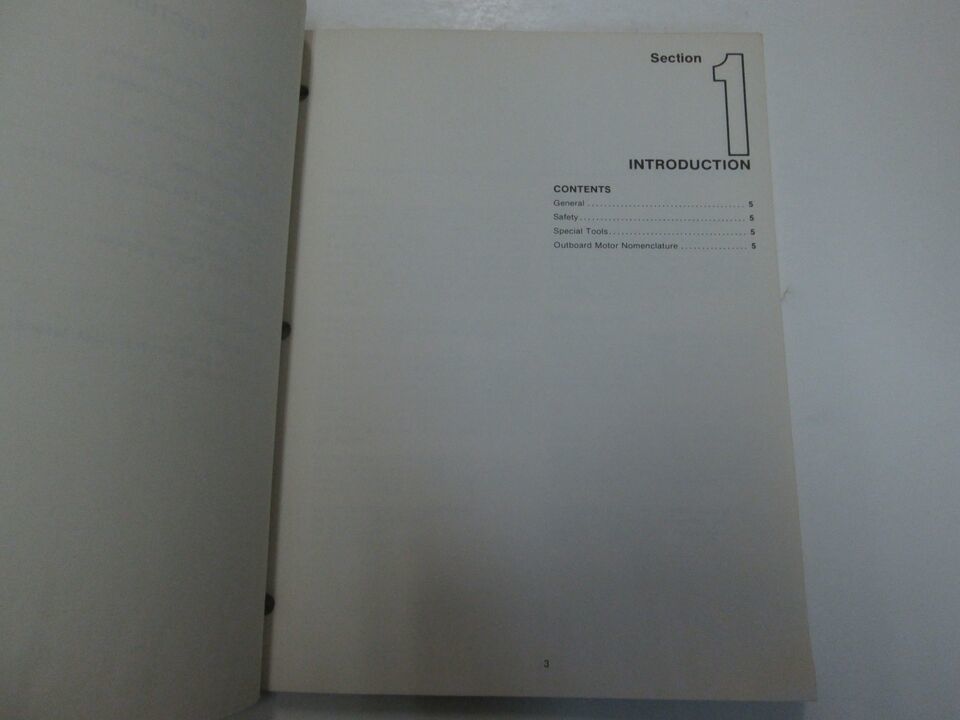 Section 1
INTRODUCTION
CONTENTS
General ...................................... 5
Safety........................................ 5
Special Tools................................. 5
Outboard Motor Nomenclature ................ 5
3